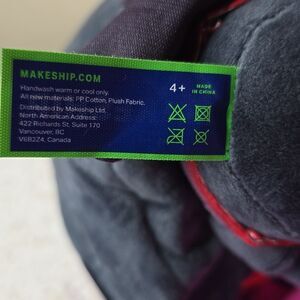 MAKESHIP.COM
Handwash warm or cool only.
All new materials: PP Cotton, Plush Fabric.
Distributed by Makeship Ltd.
North American Address:
422 Richards St. Suite 170
Vancouver, BC
V6B2Z4, Canada
4+
MADE
IN CHINA